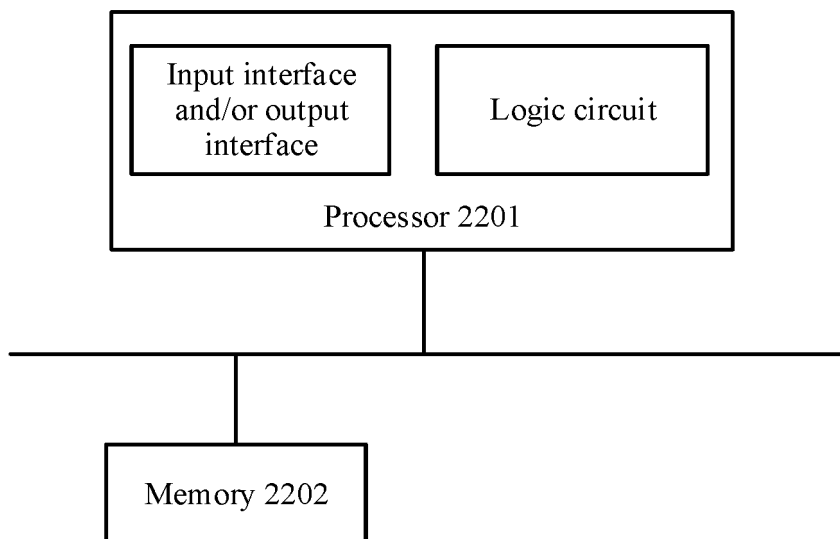 Input interface
and/or output
interface
Logic circuit
Processor 2201
Memory 2202